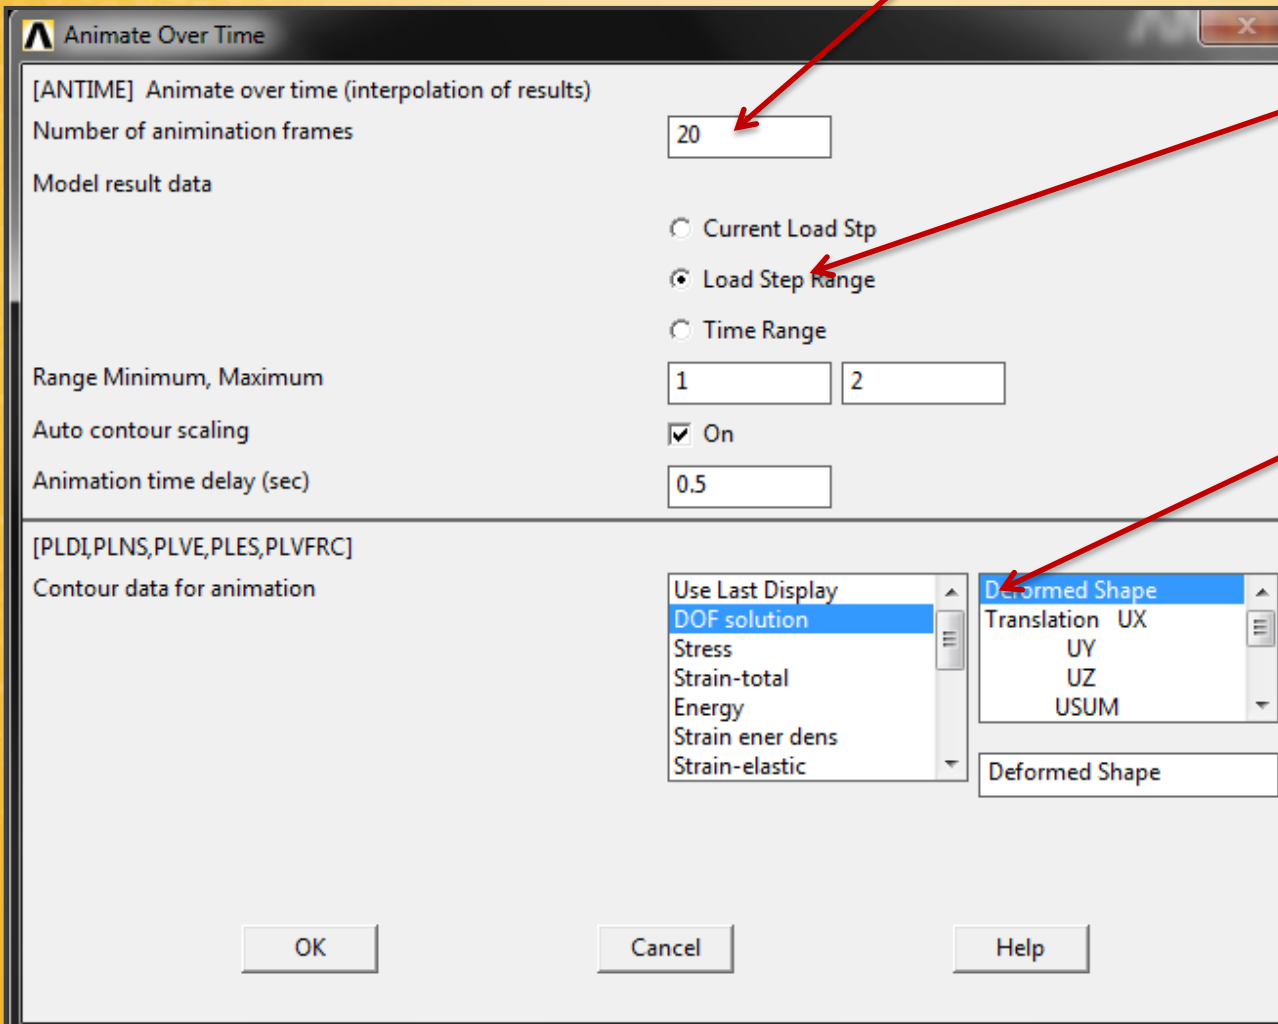 Animate Over Time
[ANTIME] Animate over time (interpolation of results)
Number of animination frames
20
Model result data
Current Load Stp
Load Step Range
Time Range
Range Minimum, Maximum
1 2
Auto contour scaling
On
Animation time delay (sec)
0.5
[PLDI,PLNS,PLVE,PLES,PLVFRC]
Contour data for animation
Use Last Display
DOF solution
Stress
Strain-total
Energy
Strain ener dens
Strain-elastic
Deformed Shape
Translation UX
UY
UZ
USUM
Deformed Shape
OK Cancel Help